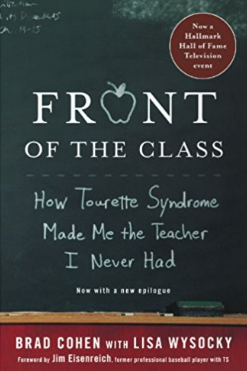 Now a
Hallmark
Hall of Fame
Television
event
FRONT
OF THE CLASS
How Tourette Syndrome
Made Me the Teacher
I Never Had
Now with a new epilogue
BRAD COHEN WITH LISA WYSOCKY
Foreword by Jim Eisenreich, former professional baseball player with TS